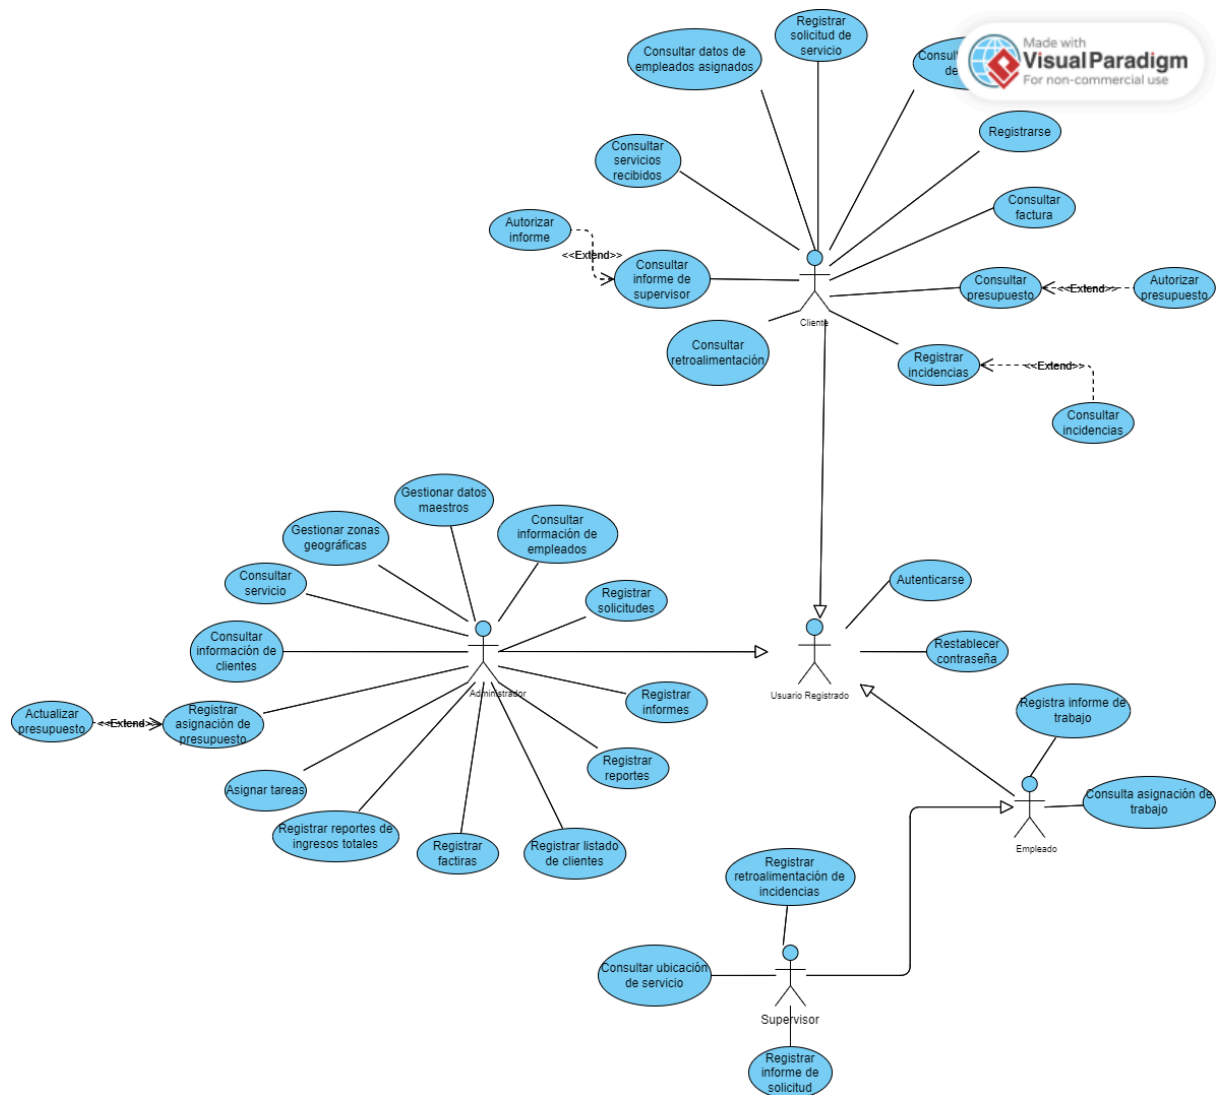 Registrar
solicitud de
servicio
Made with
VisualParadigm
For non-commercial use
Consultar datos de
empleados asignados
Registrarse
Consultar
servicios
recibidos
Consultar
factura
Autorizar
informe
<<Extend>>
Consultar
informe de
supervisor
Consultar
presupuesto
<<Extend>>
Autorizar
presupuesto
Cliente
Consultar
retroalimentación
Registrar
incidencias
<<Extend>>
Consultar
incidencias
Gestionar datos
maestros
Gestionar zonas
geográficas
Consultar
información de
empleados
Consultar
servicio
Registrar
solicitudes
Autenticarse
Consultar
información de
clientes
Restablecer
contraseña
Administrador
Usuario Registrado
Registrar
informes
Actualizar
presupuesto
<<Extend>>
Registrar
asignación de
presupuesto
Registra informe de
trabajo
Registrar
reportes
Asignar tareas
Consulta asignación de
trabajo
Registrar reportes de
ingresos totales
Registrar
factiras
Registrar listado
de clientes
Empleado
Registrar
retroalimentación de
incidencias
Consultar ubicación
de servicio
Supervisor
Registrar
informe de
solicitud